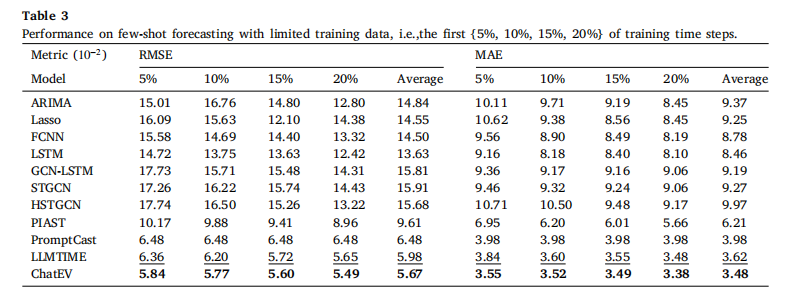 Table 3
Performance on few-shot forecasting with limited training data, i.e.,the first {5%, 10%, 15%, 20%} of training time steps.
Metric (10⁻²) RMSE MAE
Model 5% 10% 15% 20% Average 5% 10% 15% 20% Average
ARIMA 15.01 16.76 14.80 12.80 14.84 10.11 9.71 9.19 8.45 9.37
Lasso 16.09 15.63 12.10 14.38 14.55 10.62 9.38 8.56 8.45 9.25
FCNN 15.58 14.69 14.40 13.32 14.50 9.56 8.90 8.49 8.19 8.78
LSTM 14.72 13.75 13.63 12.42 13.63 9.16 8.18 8.40 8.10 8.46
GCN-LSTM 17.73 15.71 15.48 14.31 15.81 9.36 9.17 9.16 9.06 9.19
STGCN 17.26 16.22 15.74 14.43 15.91 9.46 9.32 9.24 9.06 9.27
HSTGCN 17.74 16.50 15.26 13.22 15.68 10.71 10.50 9.48 9.17 9.97
PIAST 10.17 9.88 9.41 8.96 9.61 6.95 6.20 6.01 5.66 6.21
PromptCast 6.48 6.48 6.48 6.48 6.48 3.98 3.98 3.98 3.98 3.98
LLMTIME 6.36 6.20 5.72 5.65 5.98 3.84 3.60 3.55 3.48 3.62
ChatEV 5.84 5.77 5.60 5.49 5.67 3.55 3.52 3.49 3.38 3.48